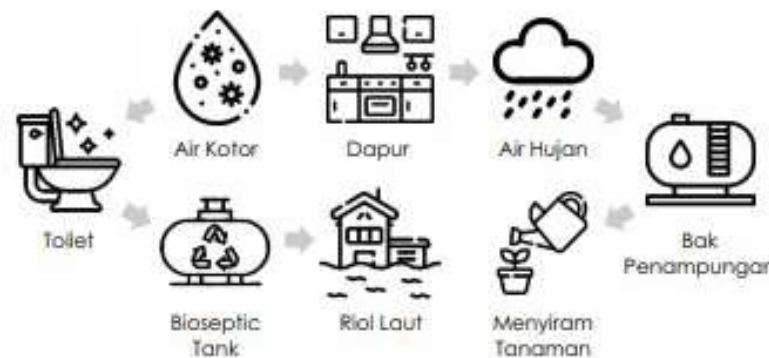 Air Kotor
Dapur
Air Hujan
Toilet
Bak
Penampungan
Bioseptic
Tank
Riol Laut
Menyiram
Tanaman